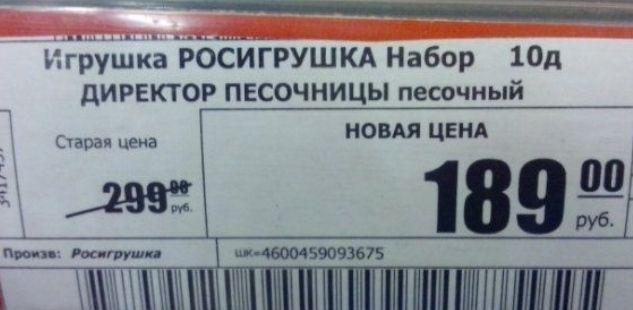 Игрушка РОСИГРУШКА Набор 10д
ДИРЕКТОР ПЕСОЧНИЦЫ песочный
Старая цена
299 00 руб.
НОВАЯ ЦЕНА
189 00 руб.
Произв: Росигрушка
шк=4600459093675